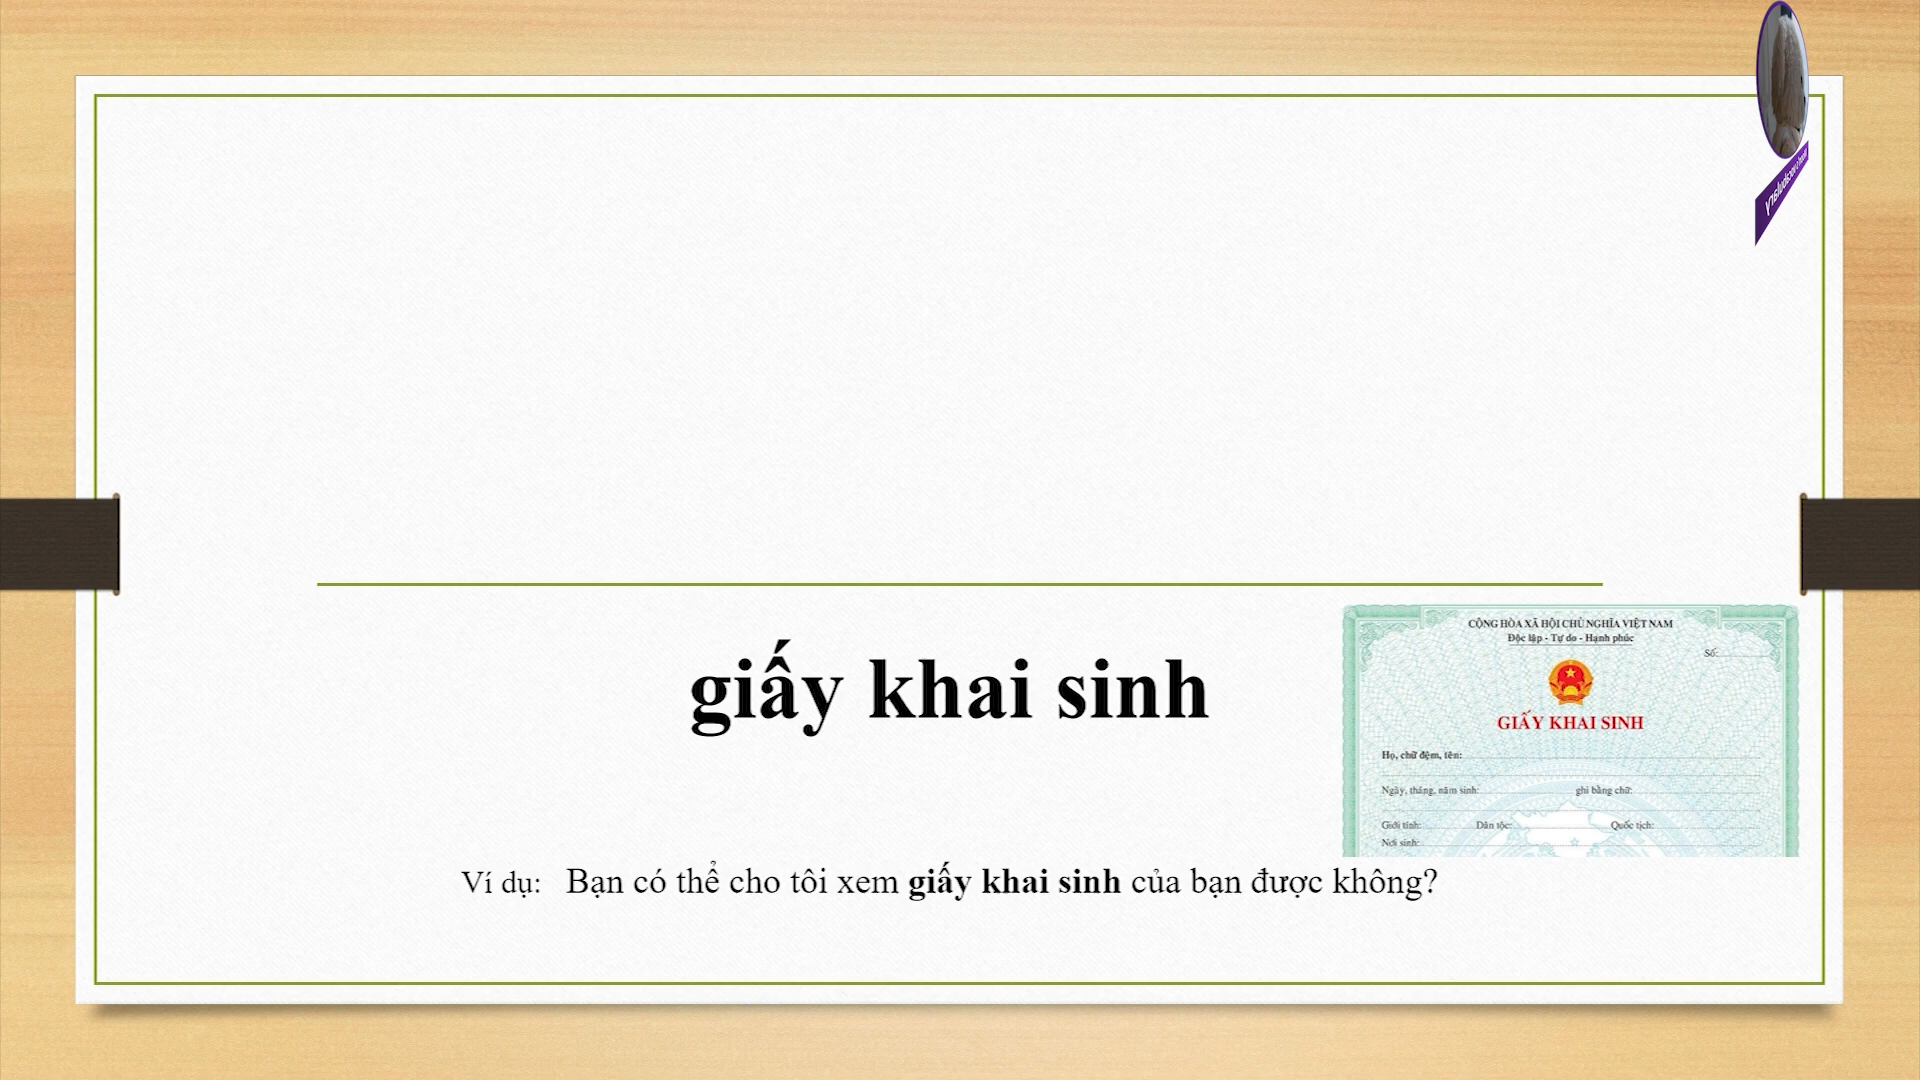 CỘNG HÒA XÃ HỘI CHỦ NGHĨA VIỆT NAM
Độc lập - Tự do - Hạnh phúc
Số:
GIẤY KHAI SINH
Họ, chữ đệm, tên:
Ngày, tháng, năm sinh: ghi bằng chữ:
Giới tính: Dân tộc: Quốc tịch:
Nơi sinh:
giấy khai sinh
Ví dụ: Bạn có thể cho tôi xem giấy khai sinh của bạn được không?